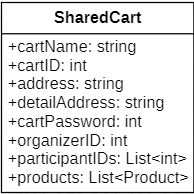 SharedCart
+cartName: string
+cartID: int
+address: string
+detailAddress: string
+cartPassword: int
+organizerID: int
+participantIDs: List<int>
+products: List<Product>